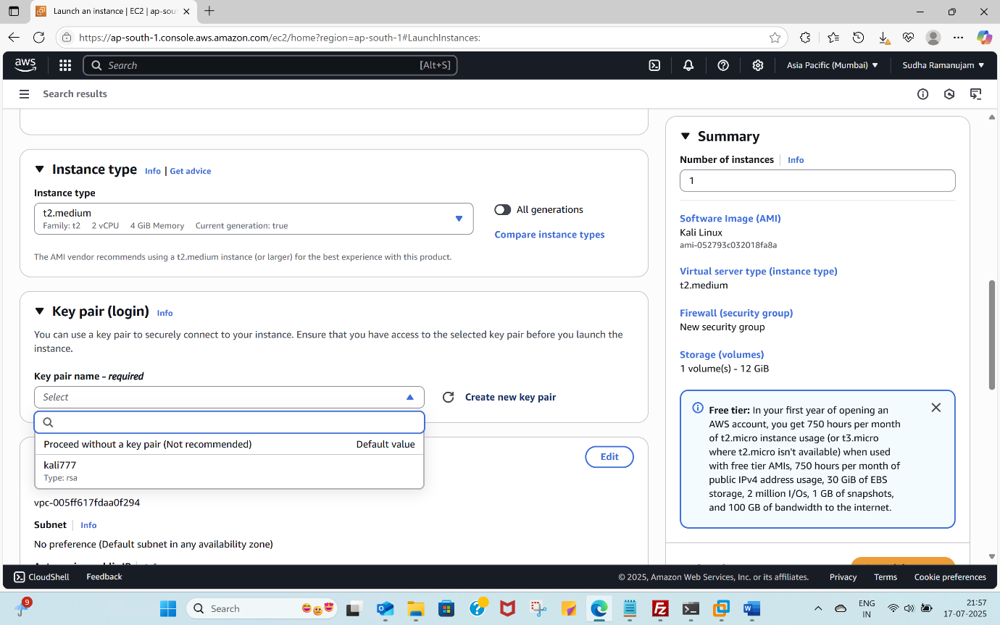 Launch an instance | EC2 | ap-sout
https://ap-south-1.console.aws.amazon.com/ec2/home?region=ap-south-1#LaunchInstances:
aws
Search
[Alt+S]
Asia Pacific (Mumbai)
Sudha Ramanujam
Search results
Instance type
Info | Get advice
Instance type
t2.medium
Family: t2 2 vCPU 4 GiB Memory Current generation: true
All generations
Compare instance types
The AMI vendor recommends using a t2.medium instance (or larger) for the best experience with this product.
Key pair (login)
Info
You can use a key pair to securely connect to your instance. Ensure that you have access to the selected key pair before you launch the
instance.
Key pair name - required
Select
Create new key pair
Proceed without a key pair (Not recommended) Default value
kali777
Type: rsa
Edit
vpc-005ff617fdaa0f294
Subnet
Info
No preference (Default subnet in any availability zone)
Summary
Number of instances
Info
1
Software Image (AMI)
Kali Linux
ami-052793c032018fa8a
Virtual server type (instance type)
t2.medium
Firewall (security group)
New security group
Storage (volumes)
1 volume(s) - 12 GiB
Free tier: In your first year of opening an
AWS account, you get 750 hours per month
of t2.micro instance usage (or t3.micro
where t2.micro isn't available) when used
with free tier AMIs, 750 hours per month of
public IPv4 address usage, 30 GiB of EBS
storage, 2 million I/Os, 1 GB of snapshots,
and 100 GB of bandwidth to the internet.
CloudShell
Feedback
© 2025, Amazon Web Services, Inc. or its affiliates.
Privacy
Terms
Cookie preferences
9
Search
ENG
IN
21:57
17-07-2025